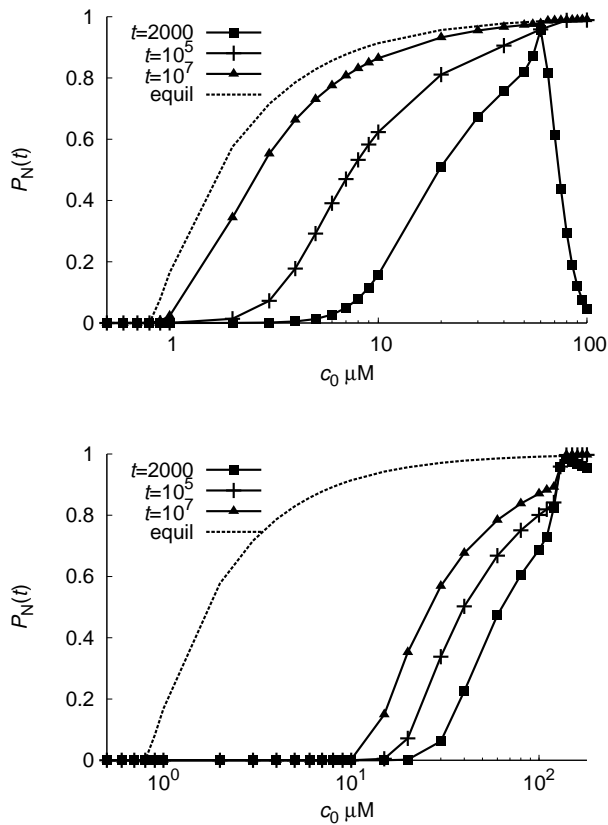 1
0.8
0.6
0.4
0.2
0
P_N(t)
t=2000
t=10^5
t=10^7
equil
1
10
100
c_0 μM
1
0.8
0.6
0.4
0.2
0
P_N(t)
t=2000
t=10^5
t=10^7
equil
10^0
10^1
10^2
c_0 μM